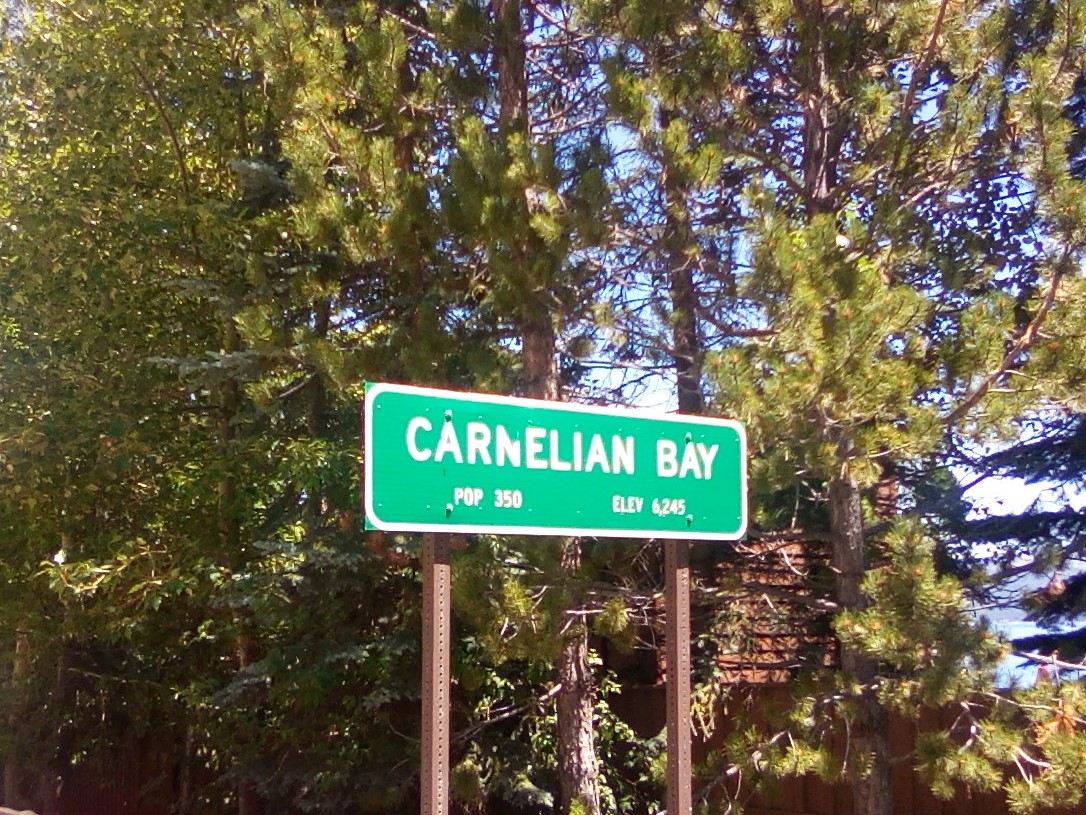 CARNELIAN BAY
POP 350 ELEV 6,245